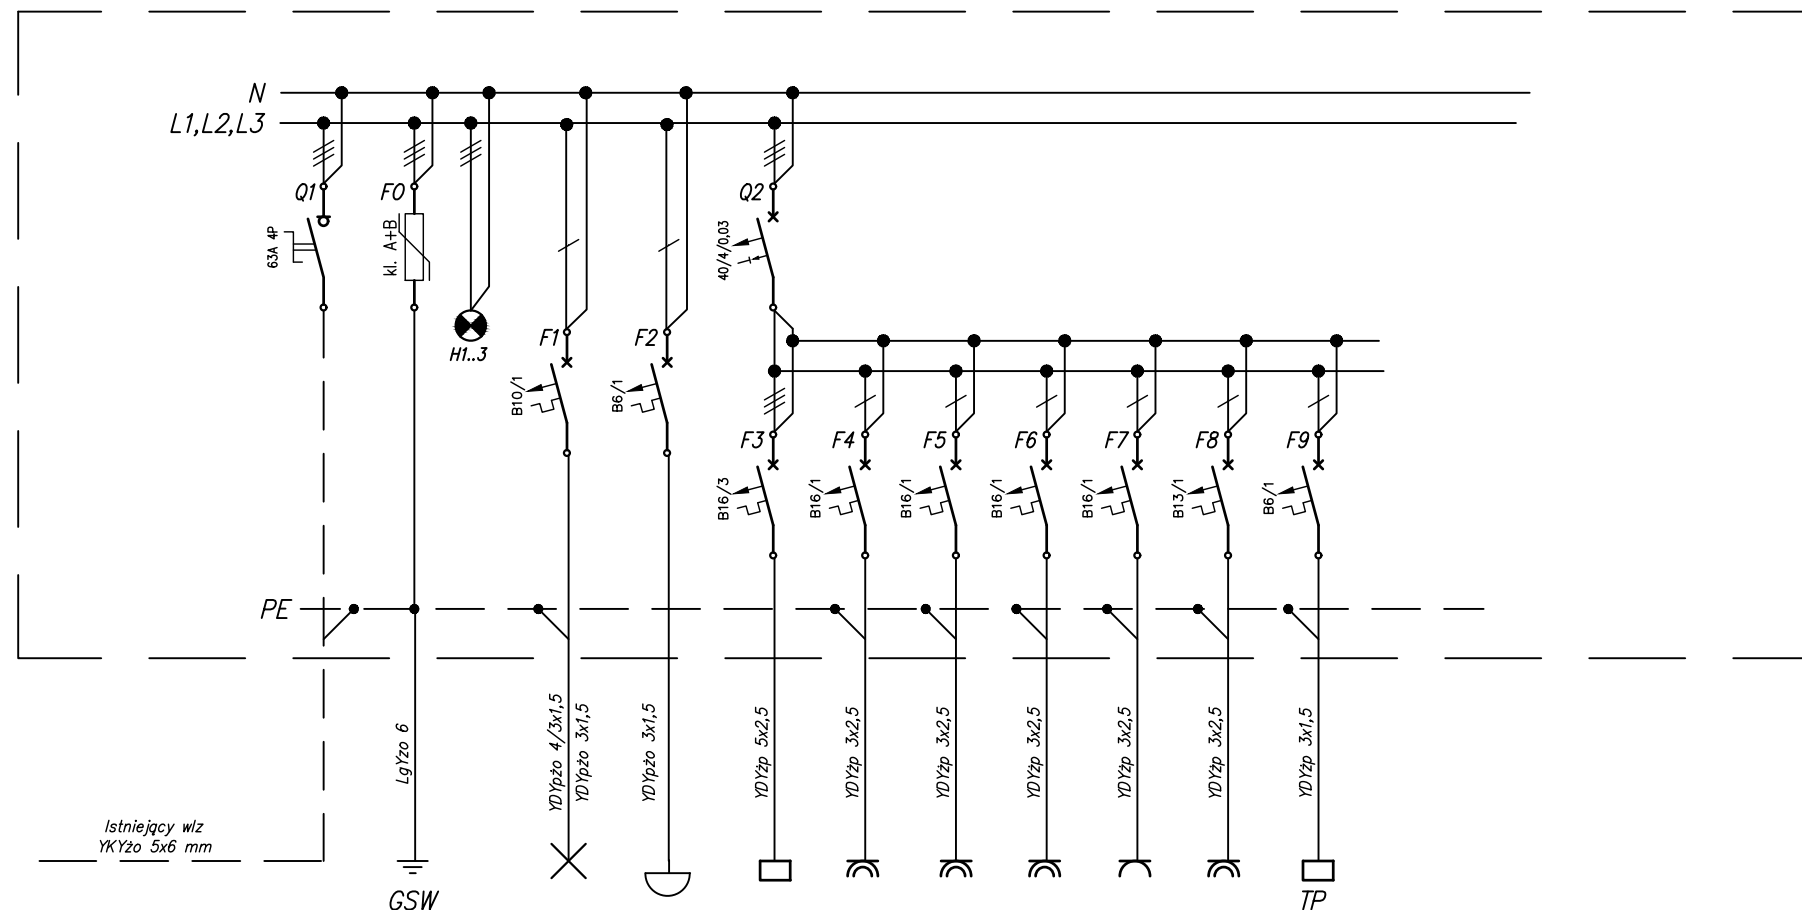 N
L1,L2,L3
Q1
F0
Q2
63A 4P
kl. A+B
40/4/0,03
H1..3
F1
F2
B10/1
B6/1
F3
F4
F5
F6
F7
F8
F9
B16/3
B16/1
B16/1
B16/1
B16/1
B13/1
B6/1
PE
LgYzo 6
YDYpżo 4/3x1,5
YDYpżo 3x1,5
YDYpżo 3x1,5
YDYżp 5x2,5
YDYżp 3x2,5
YDYżp 3x2,5
YDYżp 3x2,5
YDYżp 3x2,5
YDYżp 3x2,5
YDYżp 3x1,5
Istniejący wlz
YKYżo 5x6 mm
GSW
TP